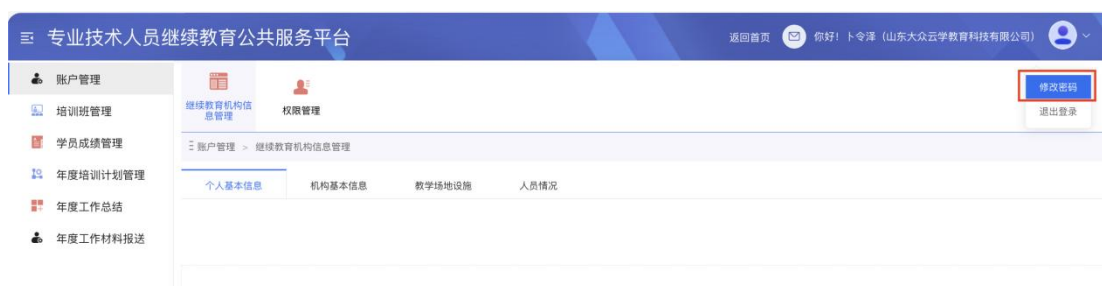 专业技术人员继续教育公共服务平台
返回首页 你好！卜令泽（山东大众云学教育科技有限公司）
账户管理
培训班管理
学员成绩管理
年度培训计划管理
年度工作总结
年度工作材料报送
继续教育机构信
息管理
权限管理
修改密码
退出登录
账户管理 > 继续教育机构信息管理
个人基本信息 机构基本信息 教学场地设施 人员情况